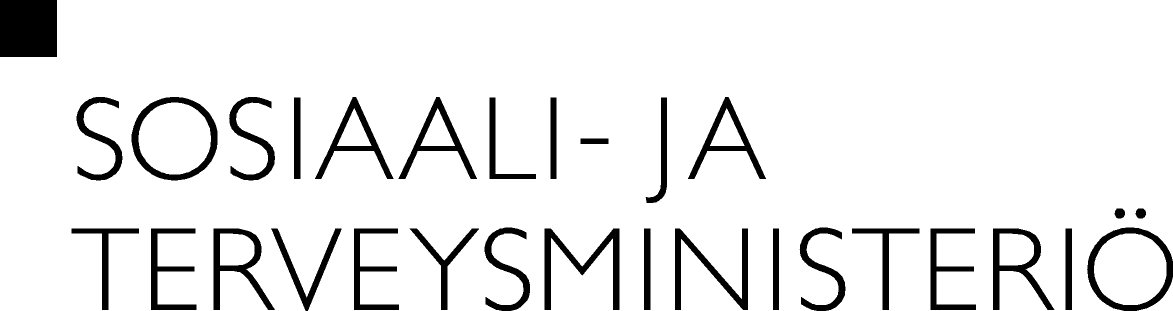 SOSIAALI- JA
TERVEYSMINISTERIÖ